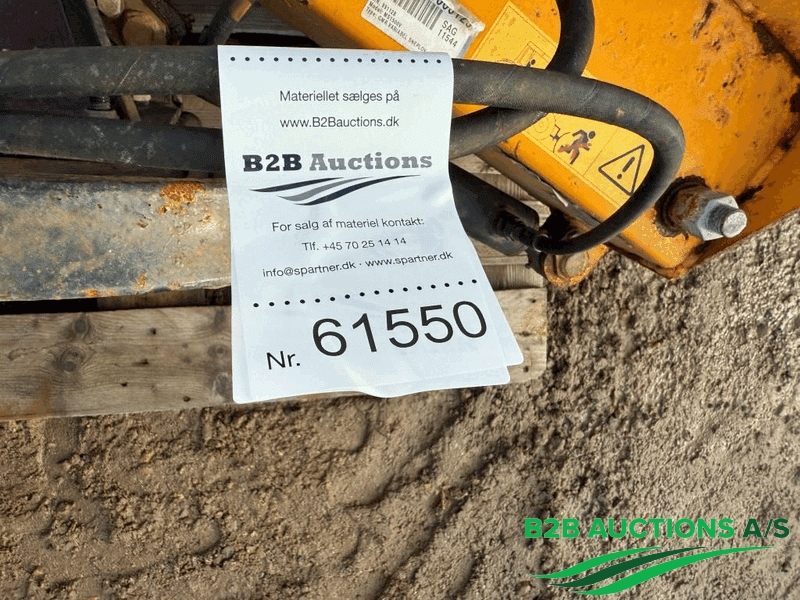 SAG
11544
Materiellet sælges på
www.B2Bauctions.dk
B2B Auctions
For salg af materiel kontakt:
Tlf. +45 70 25 14 14
info@spartner.dk · www.spartner.dk
Nr. 61550
B2B AUCTIONS A/S